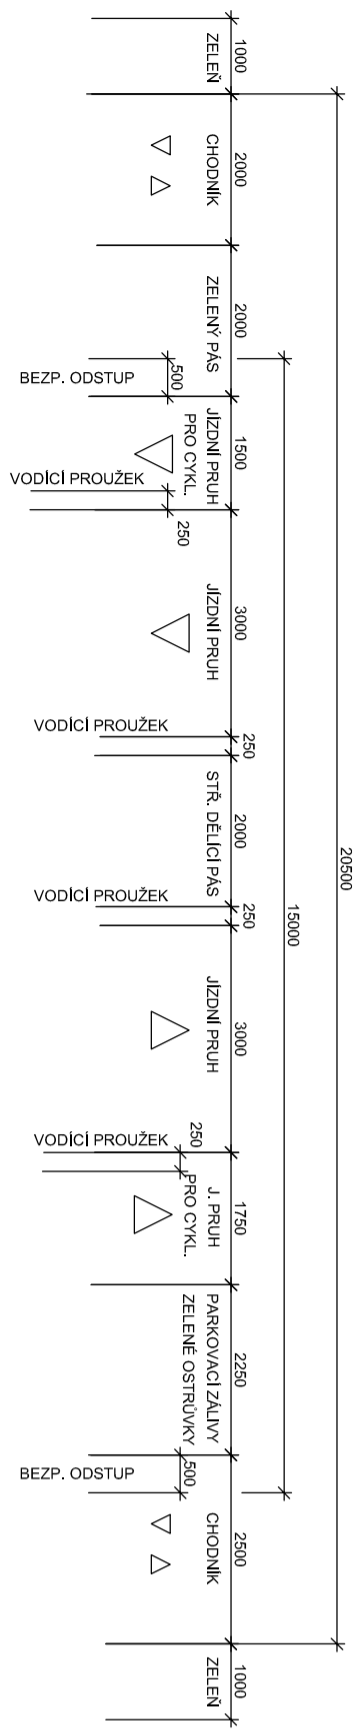 1000
ZELEŇ
20500
2000
CHODNÍK
2000
ZELENÝ PÁS
15000
500
BEZP. ODSTUP
1500
JÍZDNÍ PRUH
PRO CYKL.
VODÍCÍ PROUŽEK
250
3000
JÍZDNÍ PRUH
VODÍCÍ PROUŽEK
250
2000
STŘ. DĚLÍCÍ PÁS
VODÍCÍ PROUŽEK
250
3000
JÍZDNÍ PRUH
VODÍCÍ PROUŽEK
250
1750
J. PRUH
PRO CYKL.
2250
PARKOVACÍ ZÁLIVY
ZELENÉ OSTRŮVKY
500
BEZP. ODSTUP
2500
CHODNÍK
1000
ZELEŇ